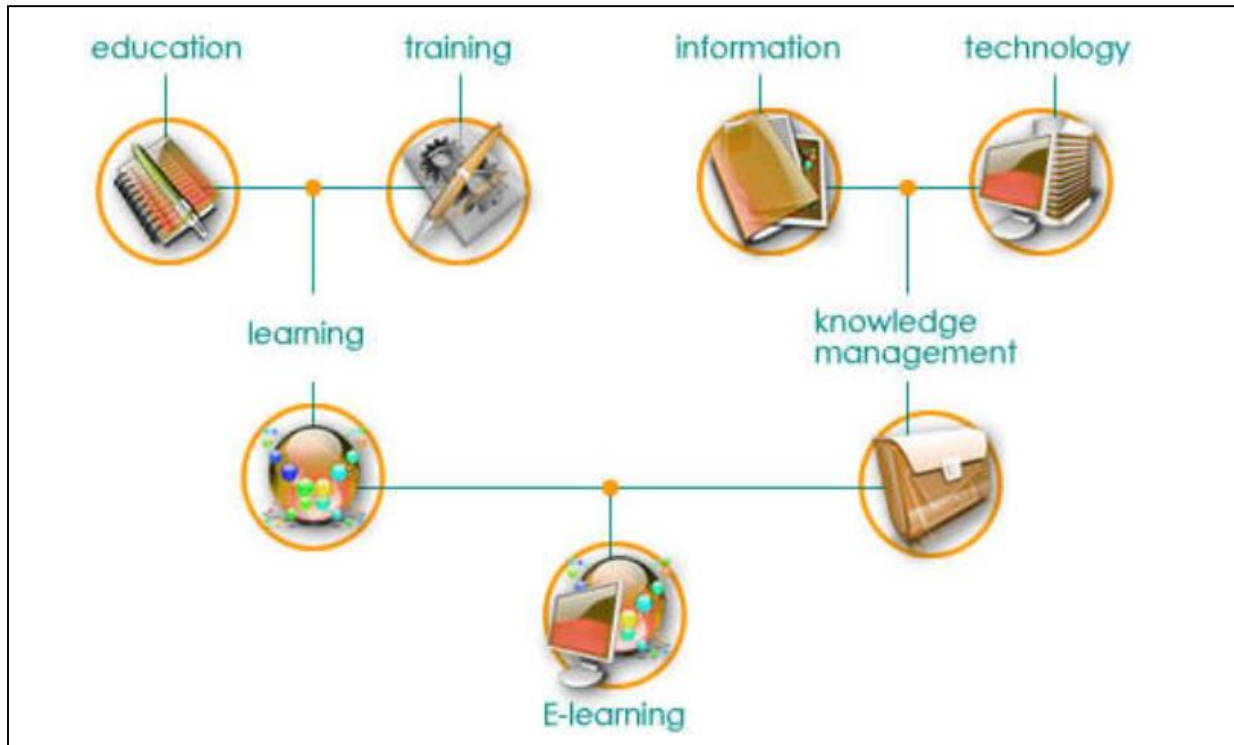 education
training
information
technology
learning
knowledge
management
E-learning